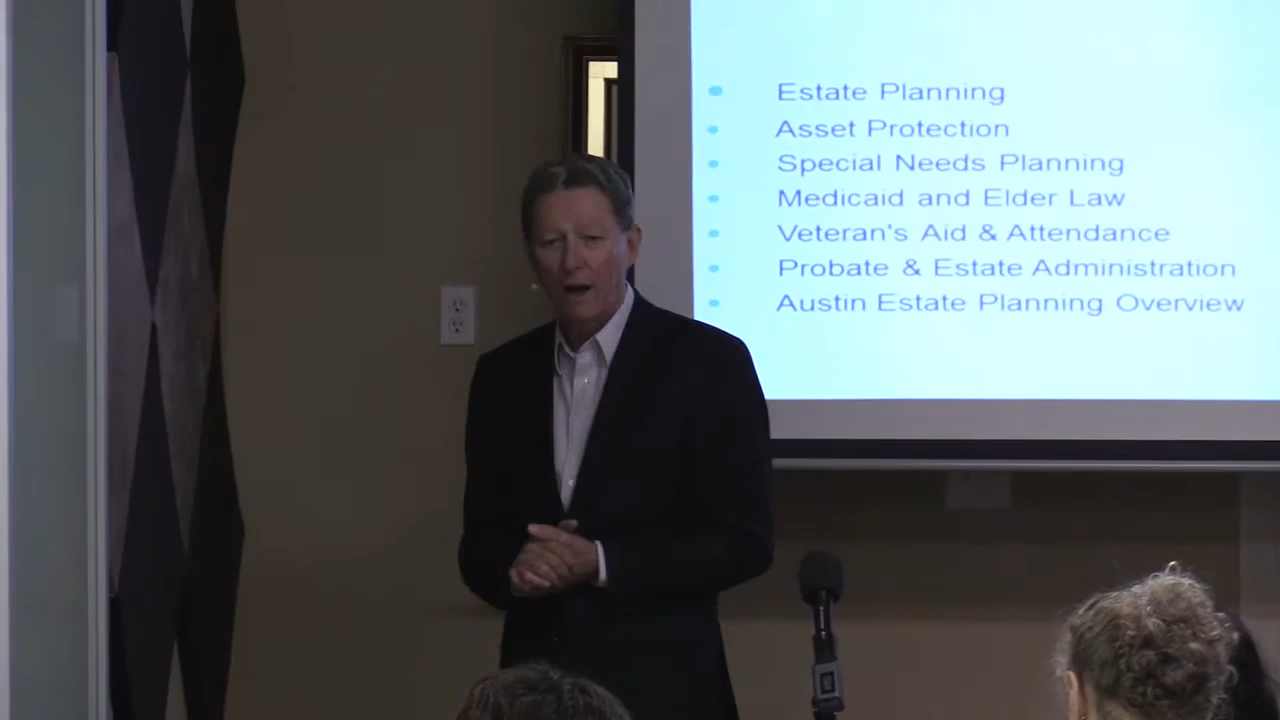 Estate Planning
Asset Protection
Special Needs Planning
Medicaid and Elder Law
Veteran's Aid & Attendance
Probate & Estate Administration
Austin Estate Planning Overview